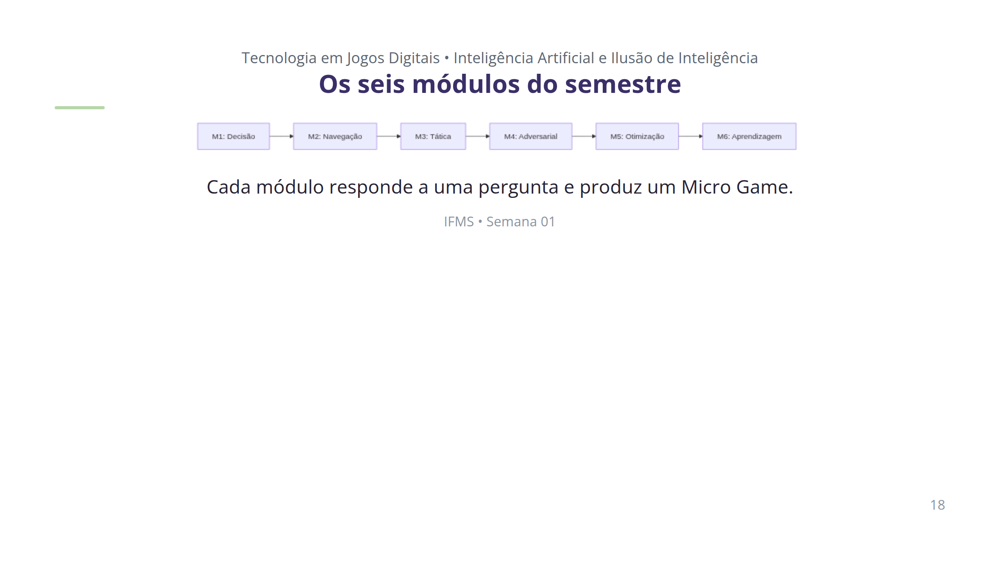 Tecnologia em Jogos Digitais • Inteligência Artificial e Ilusão de Inteligência
Os seis módulos do semestre
M1: Decisão
M2: Navegação
M3: Tática
M4: Adversarial
M5: Otimização
M6: Aprendizagem
Cada módulo responde a uma pergunta e produz um Micro Game.
IFMS • Semana 01
18